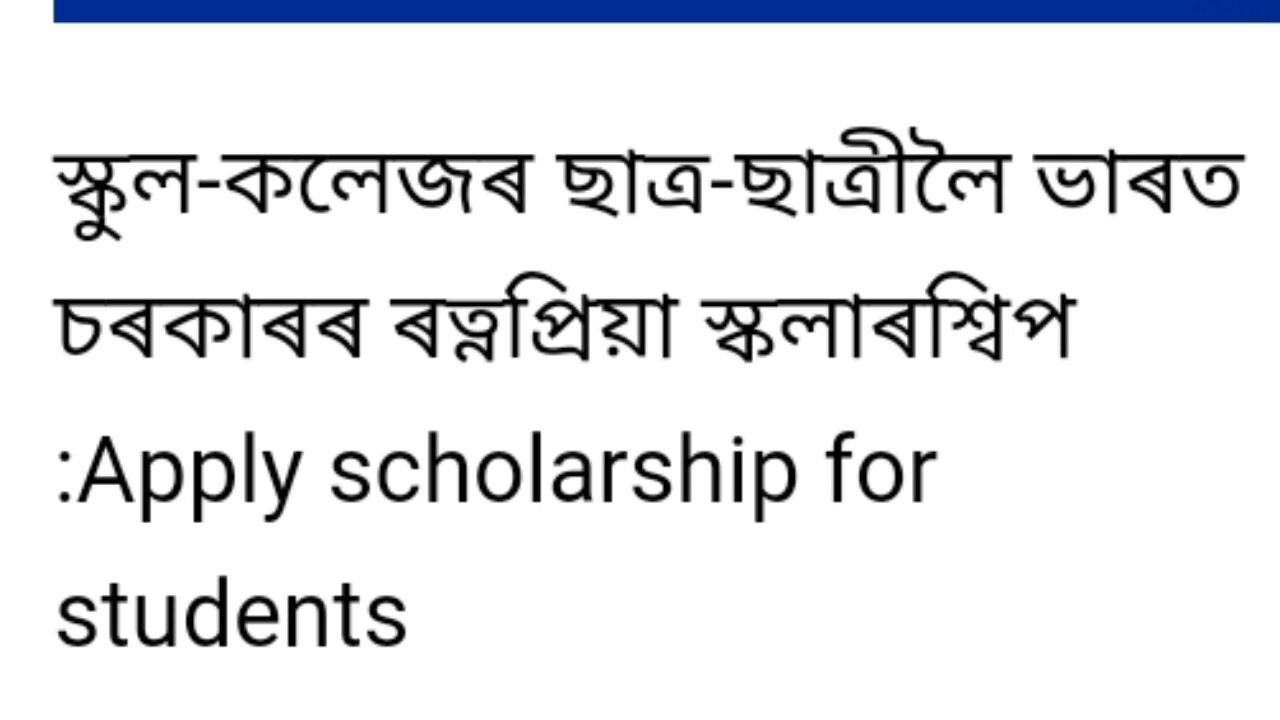 স্কুল-কলেজৰ ছাত্ৰ-ছাত্ৰীলৈ ভাৰত
চৰকাৰৰ ৰত্নপ্ৰিয়া স্কলাৰশ্বিপ
:Apply scholarship for
students